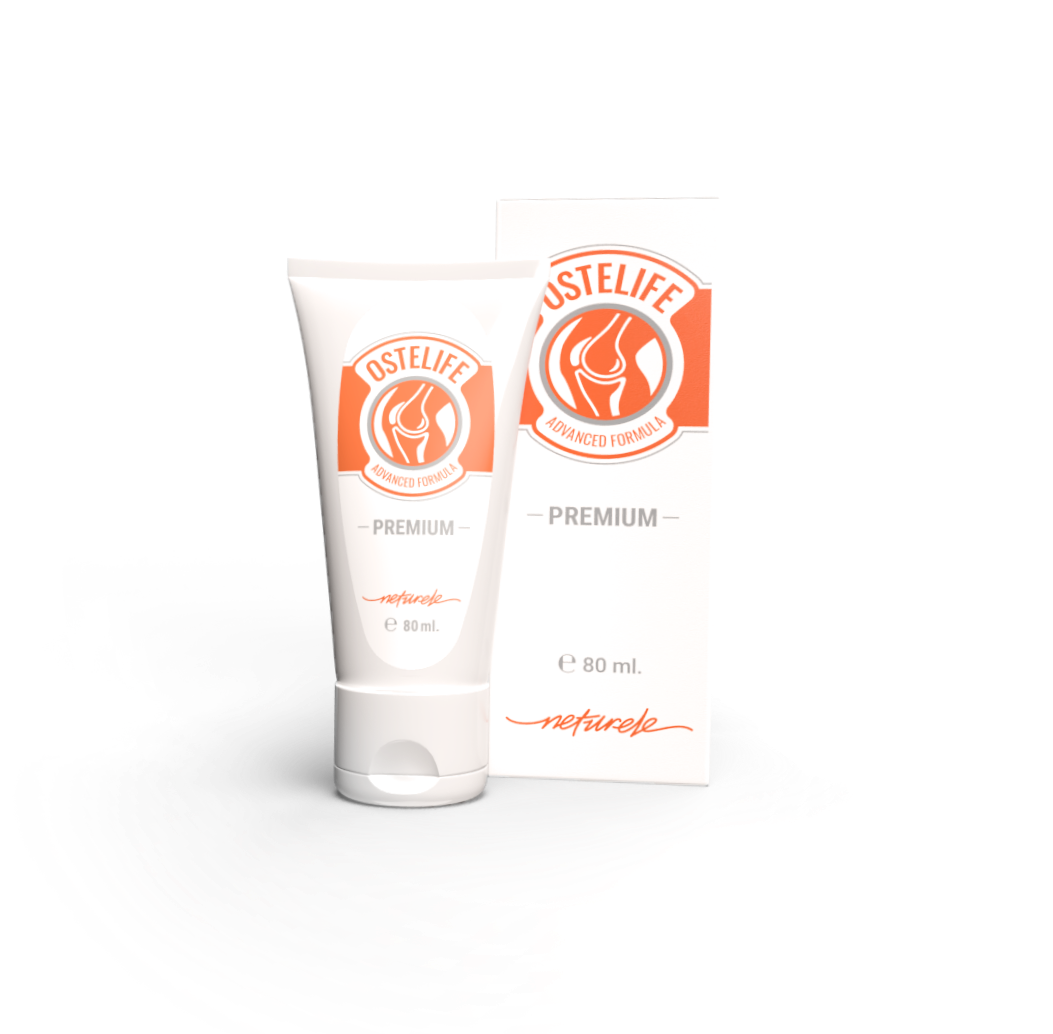 OSTELIFE
ADVANCED FORMULA
–PREMIUM–
neturele
℮ 80 ml.
OSTELIFE
ADVANCED FORMULA
– PREMIUM –
℮ 80 ml.
neturele